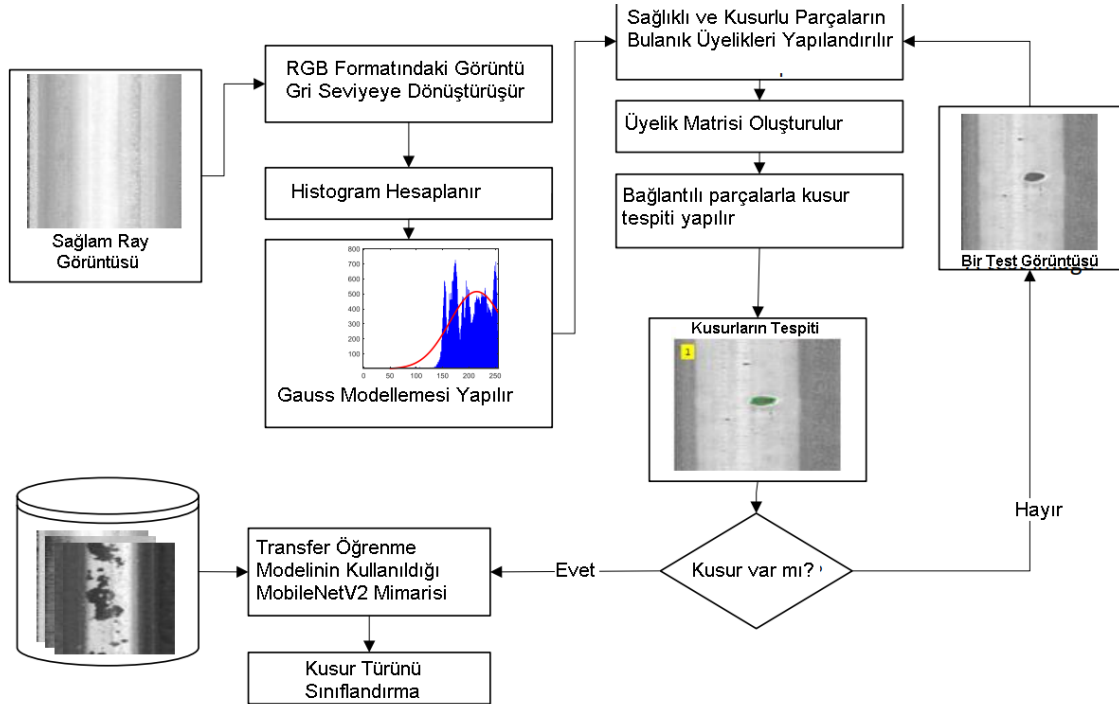 Sağlam Ray
Görüntüsü
RGB Formatındaki Görüntü
Gri Seviyeye Dönüştürüşür
Histogram Hesaplanır
800
700
600
500
400
300
200
100
0
50
100
150
200
250
Gauss Modellemesi Yapılır
Sağlıklı ve Kusurlu Parçaların
Bulanık Üyelikleri Yapılandırılır
Üyelik Matrisi Oluşturulur
Bağlantılı parçalarla kusur
tespiti yapılır
Bir Test Görüntüsü
Kusurların Tespiti
1
Kusur var mı?
Hayır
Evet
Transfer Öğrenme
Modelinin Kullanıldığı
MobileNetV2 Mimarisi
Kusur Türünü
Sınıflandırma